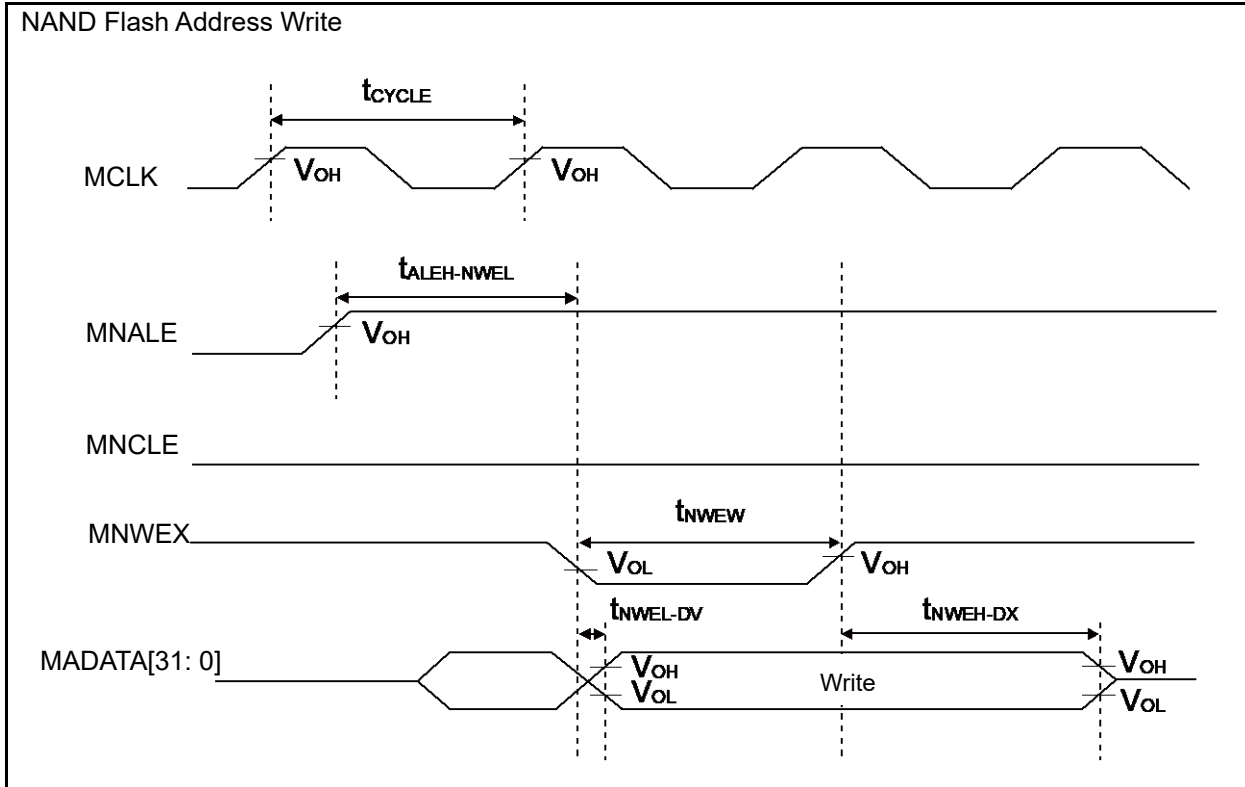 NAND Flash Address Write
tCYCLE
MCLK
VOH
VOH
tALEH-NWEL
MNALE
VOH
MNCLE
tNWEW
MNWEX
VOL
VOH
tNWEL-DV
tNWEH-DX
MADATA[31: 0]
VOH
VOL
Write
VOH
VOL